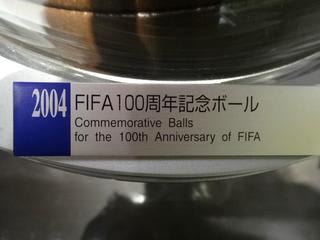 2004 FIFA100周年記念ボール
Commemorative Balls
for the 100th Anniversary of FIFA